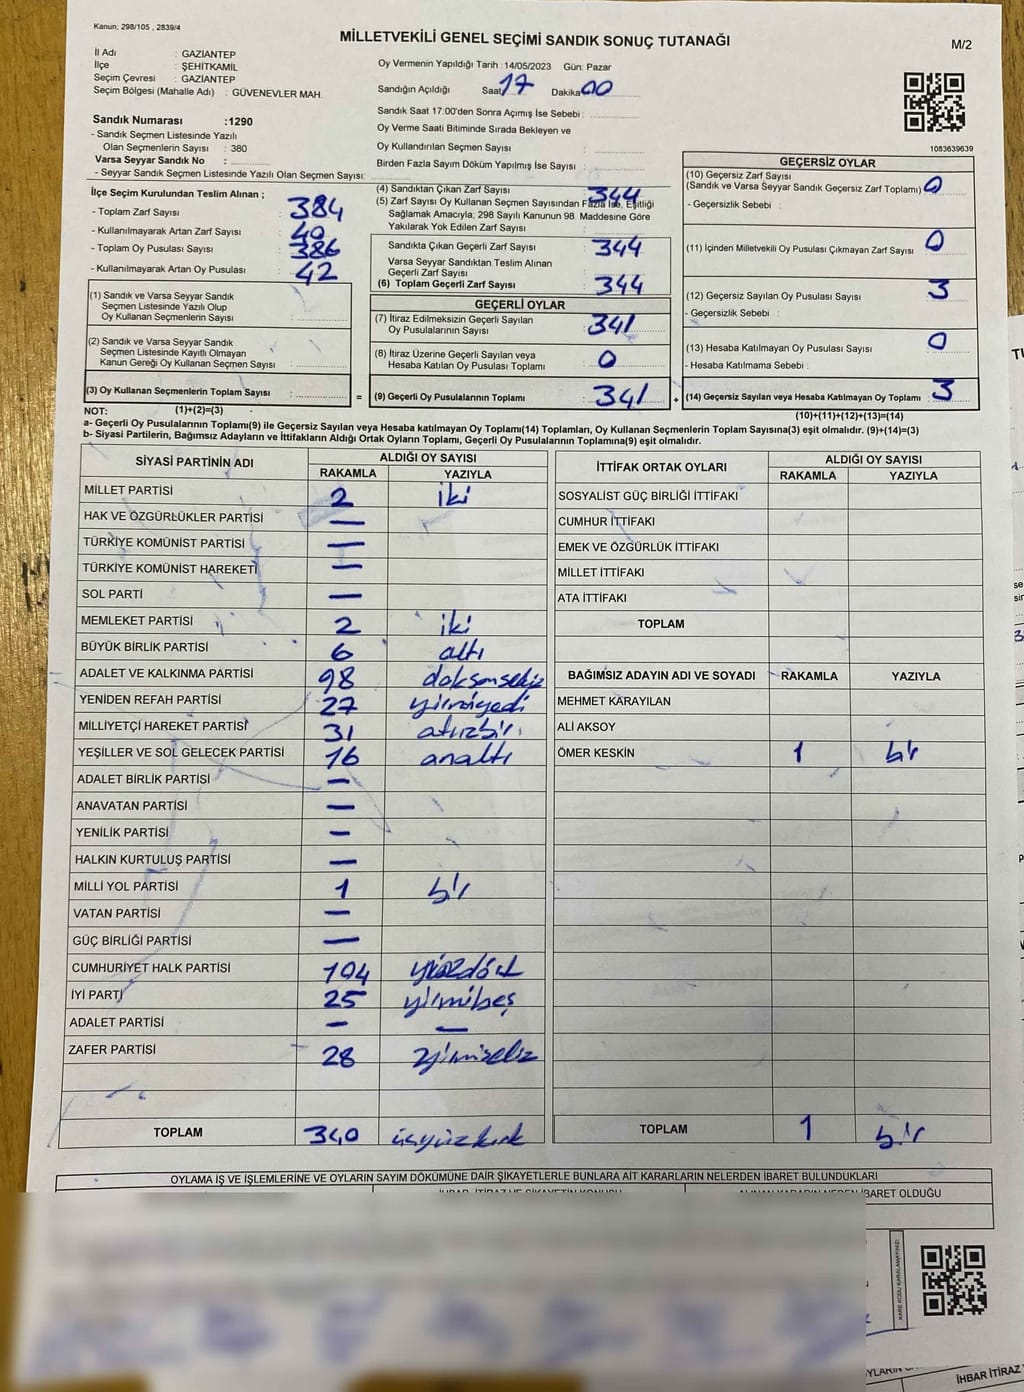 Kanun; 298/105 , 2839/4
MİLLETVEKİLİ GENEL SEÇİMİ SANDIK SONUÇ TUTANAĞI
M/2
İl Adı : GAZİANTEP
İlçe : ŞEHİTKAMİL
Seçim Çevresi : GAZİANTEP
Seçim Bölgesi (Mahalle Adı) : GÜVENEVLER MAH.
Sandık Numarası :1290
- Sandık Seçmen Listesinde Yazılı
Olan Seçmenlerin Sayısı : 380
Varsa Seyyar Sandık No :
- Seyyar Sandık Seçmen Listesinde Yazılı Olan Seçmen Sayısı:
Oy Vermenin Yapıldığı Tarih : 14/05/2023 Gün: Pazar
Sandığın Açıldığı Saat 17 Dakika 00
Sandık Saat 17:00'den Sonra Açımış İse Sebebi :
Oy Verme Saati Bitiminde Sırada Bekleyen ve
Oy Kullandırılan Seçmen Sayısı :
Birden Fazla Sayım Döküm Yapılmış İse Sayısı :
1083639639
İlçe Seçim Kurulundan Teslim Alınan ;
- Toplam Zarf Sayısı : 384
- Kullanılmayarak Artan Zarf Sayısı : 40
- Toplam Oy Pusulası Sayısı : 386
- Kullanılmayarak Artan Oy Pusulası : 42
(1) Sandık ve Varsa Seyyar Sandık
Seçmen Listesinde Yazılı Olup
Oy Kullanan Seçmenlerin Sayısı :
(2) Sandık ve Varsa Seyyar Sandık
Seçmen Listesinde Kayıtlı Olmayan
Kanun Gereği Oy Kullanan Seçmen Sayısı :
(3) Oy Kullanan Seçmenlerin Toplam Sayısı :
(1)+(2)=(3)
(4) Sandıktan Çıkan Zarf Sayısı : 344
(5) Zarf Sayısı Oy Kullanan Seçmen Sayısından Fazla İse, Eşitliği
Sağlamak Amacıyla, 298 Sayılı Kanunun 98. Maddesine Göre
Yakılarak Yok Edilen Zarf Sayısı :
Sandıkta Çıkan Geçerli Zarf Sayısı : 344
Varsa Seyyar Sandıktan Teslim Alınan
Geçerli Zarf Sayısı :
(6) Toplam Geçerli Zarf Sayısı : 344
GEÇERLİ OYLAR
(7) İtiraz Edilmeksizin Geçerli Sayılan
Oy Pusulalarının Sayısı : 341
(8) İtiraz Üzerine Geçerli Sayılan veya
Hesaba Katılan Oy Pusulası Toplamı : 0
= (9) Geçerli Oy Pusulalarının Toplamı : 341 +
GEÇERSİZ OYLAR
(10) Geçersiz Zarf Sayısı
(Sandık ve Varsa Seyyar Sandık Geçersiz Zarf Toplamı) : 0
- Geçersizlik Sebebi :
(11) İçinden Milletvekili Oy Pusulası Çıkmayan Zarf Sayısı : 0
(12) Geçersiz Sayılan Oy Pusulası Sayısı : 3
- Geçersizlik Sebebi :
(13) Hesaba Katılmayan Oy Pusulası Sayısı : 0
- Hesaba Katılmama Sebebi :
(14) Geçersiz Sayılan veya Hesaba Katılmayan Oy Toplamı : 3
(10)+(11)+(12)+(13)=(14)
NOT:
a- Geçerli Oy Pusulalarının Toplamı(9) ile Geçersiz Sayılan veya Hesaba katılmayan Oy Toplamı(14) Toplamları, Oy Kullanan Seçmenlerin Toplam Sayısına(3) eşit olmalıdır. (9)+(14)=(3)
b- Siyasi Partilerin, Bağımsız Adayların ve İttifakların Aldığı Ortak Oyların Toplamı, Geçerli Oy Pusulalarının Toplamına(9) eşit olmalıdır.
SİYASİ PARTİNİN ADI ALDIĞI OY SAYISI
RAKAMLA YAZIYLA
MİLLET PARTİSİ 2 iki
HAK VE ÖZGÜRLÜKLER PARTİSİ —
TÜRKİYE KOMÜNİST PARTİSİ —
TÜRKİYE KOMÜNİST HAREKETİ —
SOL PARTİ —
MEMLEKET PARTİSİ 2 iki
BÜYÜK BİRLİK PARTİSİ 6 altı
ADALET VE KALKINMA PARTİSİ 98 doksansekiz
YENİDEN REFAH PARTİSİ 27 yirmiyedi
MİLLİYETÇİ HAREKET PARTİSİ 31 otuzbir
YEŞİLLER VE SOL GELECEK PARTİSİ 16 onaltı
ADALET BİRLİK PARTİSİ —
ANAVATAN PARTİSİ —
YENİLİK PARTİSİ —
HALKIN KURTULUŞ PARTİSİ —
MİLLİ YOL PARTİSİ 1 bir
VATAN PARTİSİ —
GÜÇ BİRLİĞİ PARTİSİ —
CUMHURİYET HALK PARTİSİ 104 yüzdört
İYİ PARTİ 25 yirmibeş
ADALET PARTİSİ — —
ZAFER PARTİSİ 28 yirmisekiz
TOPLAM 340 üçyüzkırk
İTTİFAK ORTAK OYLARI ALDIĞI OY SAYISI
RAKAMLA YAZIYLA
SOSYALİST GÜÇ BİRLİĞİ İTTİFAKI
CUMHUR İTTİFAKI
EMEK VE ÖZGÜRLÜK İTTİFAKI
MİLLET İTTİFAKI
ATA İTTİFAKI
TOPLAM
BAĞIMSIZ ADAYIN ADI VE SOYADI RAKAMLA YAZIYLA
MEHMET KARAYILAN
ALİ AKSOY
ÖMER KESKİN 1 bir
TOPLAM 1 bir
OYLAMA İŞ VE İŞLEMLERİNE VE OYLARIN SAYIM DÖKÜMÜNE DAİR ŞİKAYETLERLE BUNLARA AİT KARARLARIN NELERDEN İBARET BULUNDUKLARI
İHBAR, İTİRAZ VE ŞİKAYETİN KONUSU ALINAN KARARIN NEDEN İBARET OLDUĞU
KARE KODU KARALAMAYINIZ!
İHBAR İTİRAZ